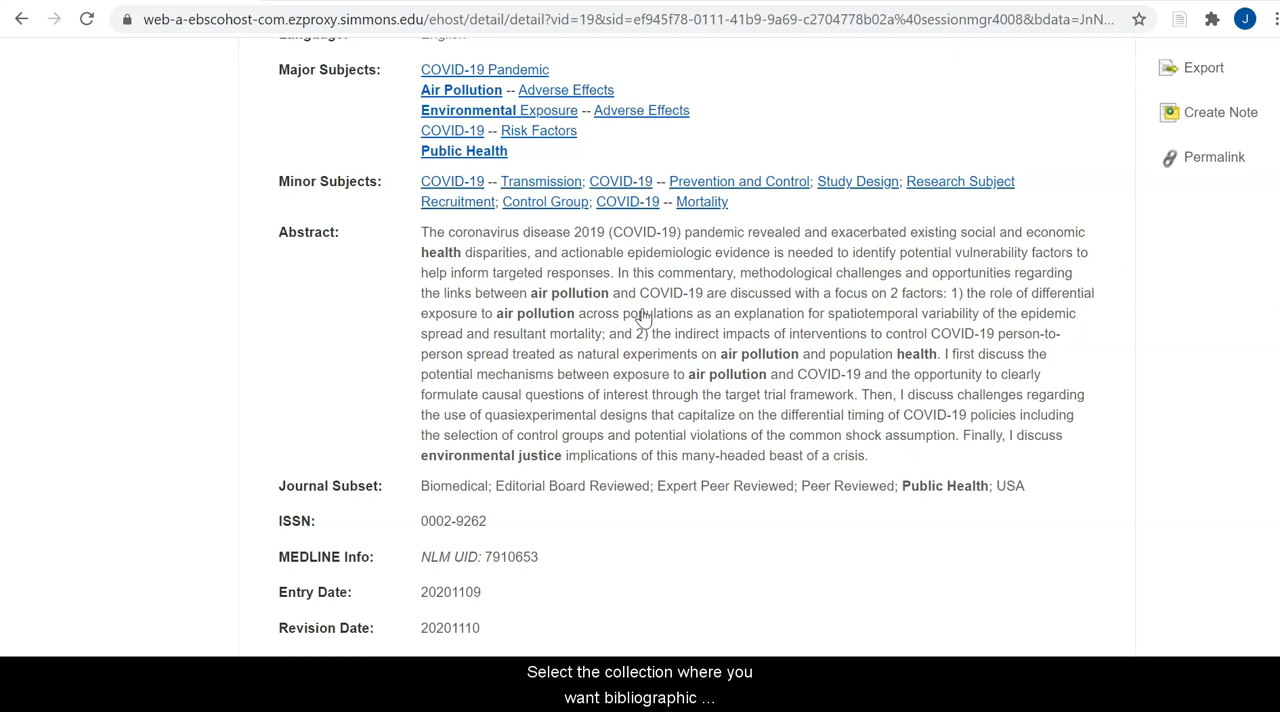 web-a-ebscohost-com.ezproxy.simmons.edu/ehost/detail/detail?vid=19&sid=ef945f78-0111-41b9-9a69-c2704778b02a%40sessionmgr4008&bdata=JnN...
J
Language: English
Major Subjects: COVID-19 Pandemic
Air Pollution -- Adverse Effects
Environmental Exposure -- Adverse Effects
COVID-19 -- Risk Factors
Public Health
Minor Subjects: COVID-19 -- Transmission; COVID-19 -- Prevention and Control; Study Design; Research Subject
Recruitment; Control Group; COVID-19 -- Mortality
Abstract: The coronavirus disease 2019 (COVID-19) pandemic revealed and exacerbated existing social and economic
health disparities, and actionable epidemiologic evidence is needed to identify potential vulnerability factors to
help inform targeted responses. In this commentary, methodological challenges and opportunities regarding
the links between air pollution and COVID-19 are discussed with a focus on 2 factors: 1) the role of differential
exposure to air pollution across populations as an explanation for spatiotemporal variability of the epidemic
spread and resultant mortality; and 2) the indirect impacts of interventions to control COVID-19 person-to-
person spread treated as natural experiments on air pollution and population health. I first discuss the
potential mechanisms between exposure to air pollution and COVID-19 and the opportunity to clearly
formulate causal questions of interest through the target trial framework. Then, I discuss challenges regarding
the use of quasiexperimental designs that capitalize on the differential timing of COVID-19 policies including
the selection of control groups and potential violations of the common shock assumption. Finally, I discuss
environmental justice implications of this many-headed beast of a crisis.
Journal Subset: Biomedical; Editorial Board Reviewed; Expert Peer Reviewed; Peer Reviewed; Public Health; USA
ISSN: 0002-9262
MEDLINE Info: NLM UID: 7910653
Entry Date: 20201109
Revision Date: 20201110
Export
Create Note
Permalink
Select the collection where you
want bibliographic ...